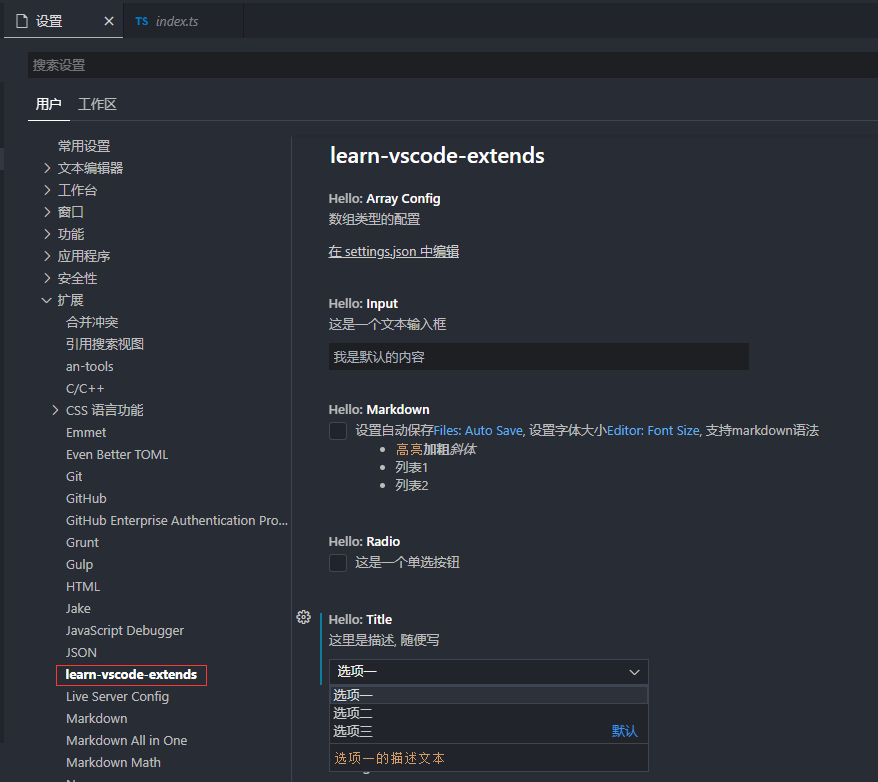 设置
TS index.ts
搜索设置
用户 工作区
常用设置
文本编辑器
工作台
窗口
功能
应用程序
安全性
扩展
合并冲突
引用搜索视图
an-tools
C/C++
CSS 语言功能
Emmet
Even Better TOML
Git
GitHub
GitHub Enterprise Authentication Pro...
Grunt
Gulp
HTML
Jake
JavaScript Debugger
JSON
learn-vscode-extends
Live Server Config
Markdown
Markdown All in One
Markdown Math
learn-vscode-extends
Hello: Array Config
数组类型的配置
在 settings.json 中编辑
Hello: Input
这是一个文本输入框
我是默认的内容
Hello: Markdown
设置自动保存Files: Auto Save, 设置字体大小Editor: Font Size, 支持markdown语法
高亮加粗斜体
列表1
列表2
Hello: Radio
这是一个单选按钮
Hello: Title
这里是描述, 随便写
选项一
选项一
选项二
选项三 默认
选项一的描述文本